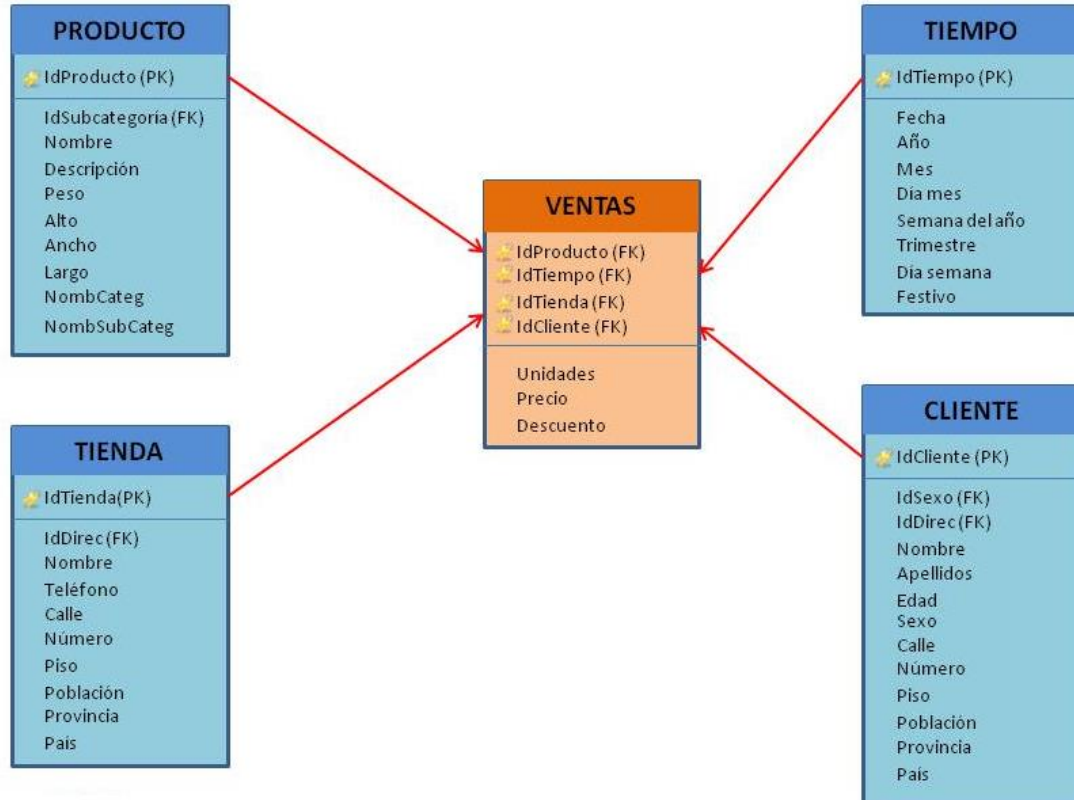 PRODUCTO
IdProducto (PK)
IdSubcategoría (FK)
Nombre
Descripción
Peso
Alto
Ancho
Largo
NombCateg
NombSubCateg
TIEMPO
IdTiempo (PK)
Fecha
Año
Mes
Dia mes
Semana del año
Trimestre
Día semana
Festivo
VENTAS
IdProducto (FK)
IdTiempo (FK)
IdTienda (FK)
IdCliente (FK)
Unidades
Precio
Descuento
TIENDA
IdTienda(PK)
IdDirec (FK)
Nombre
Teléfono
Calle
Número
Piso
Población
Provincia
País
CLIENTE
IdCliente (PK)
IdSexo (FK)
IdDirec (FK)
Nombre
Apellidos
Edad
Sexo
Calle
Número
Piso
Población
Provincia
País